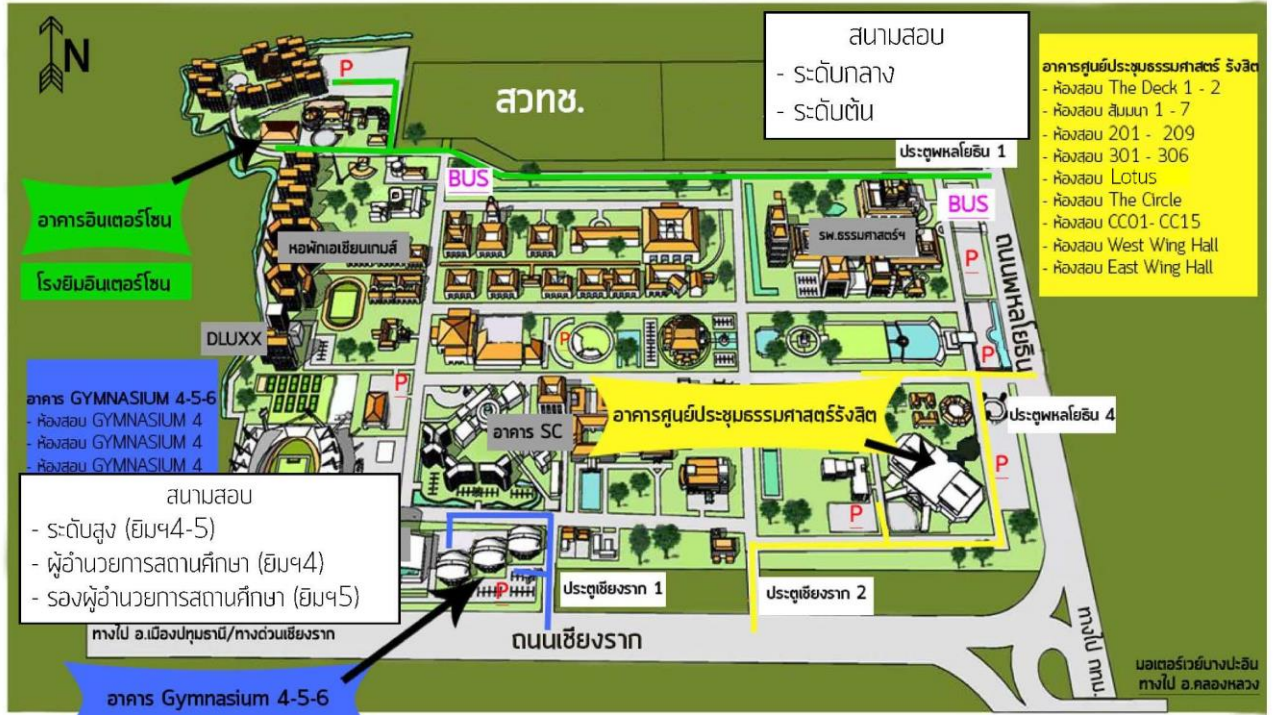 N
P
สวทช.
สนามสอบ
- ระดับกลาง
- ระดับต้น
อาคารศูนย์ประชุมธรรมศาสตร์ รังสิต
- ห้องสอบ The Deck 1 - 2
- ห้องสอบ สัมมนา 1 - 7
- ห้องสอบ 201 - 209
- ห้องสอบ 301 - 306
- ห้องสอบ Lotus
- ห้องสอบ The Circle
- ห้องสอบ CC01- CC15
- ห้องสอบ West Wing Hall
- ห้องสอบ East Wing Hall
ประตูพหลโยธิน 1
BUS
BUS
อาคารอินเตอร์โซน
โรงยิมอินเตอร์โซน
หอพักเอเชียนเกมส์
รพ.ธรรมศาสตร์ฯ
P
ถนนพหลโยธิน
DLUXX
P
P
P
อาคาร GYMNASIUM 4-5-6
- ห้องสอบ GYMNASIUM 4
- ห้องสอบ GYMNASIUM 4
- ห้องสอบ GYMNASIUM 4
อาคารศูนย์ประชุมธรรมศาสตร์รังสิต
ประตูพหลโยธิน 4
อาคาร SC
P
P
สนามสอบ
- ระดับสูง (ยิมฯ4-5)
- ผู้อำนวยการสถานศึกษา (ยิมฯ4)
- รองผู้อำนวยการสถานศึกษา (ยิมฯ5)
P
ประตูเชียงราก 1
ประตูเชียงราก 2
ทางไป อ.เมืองปทุมธานี/ทางด่วนเชียงราก
ถนนเชียงราก
ทางไป กทม.
มอเตอร์เวย์บางปะอิน
ทางไป อ.คลองหลวง
อาคาร Gymnasium 4-5-6